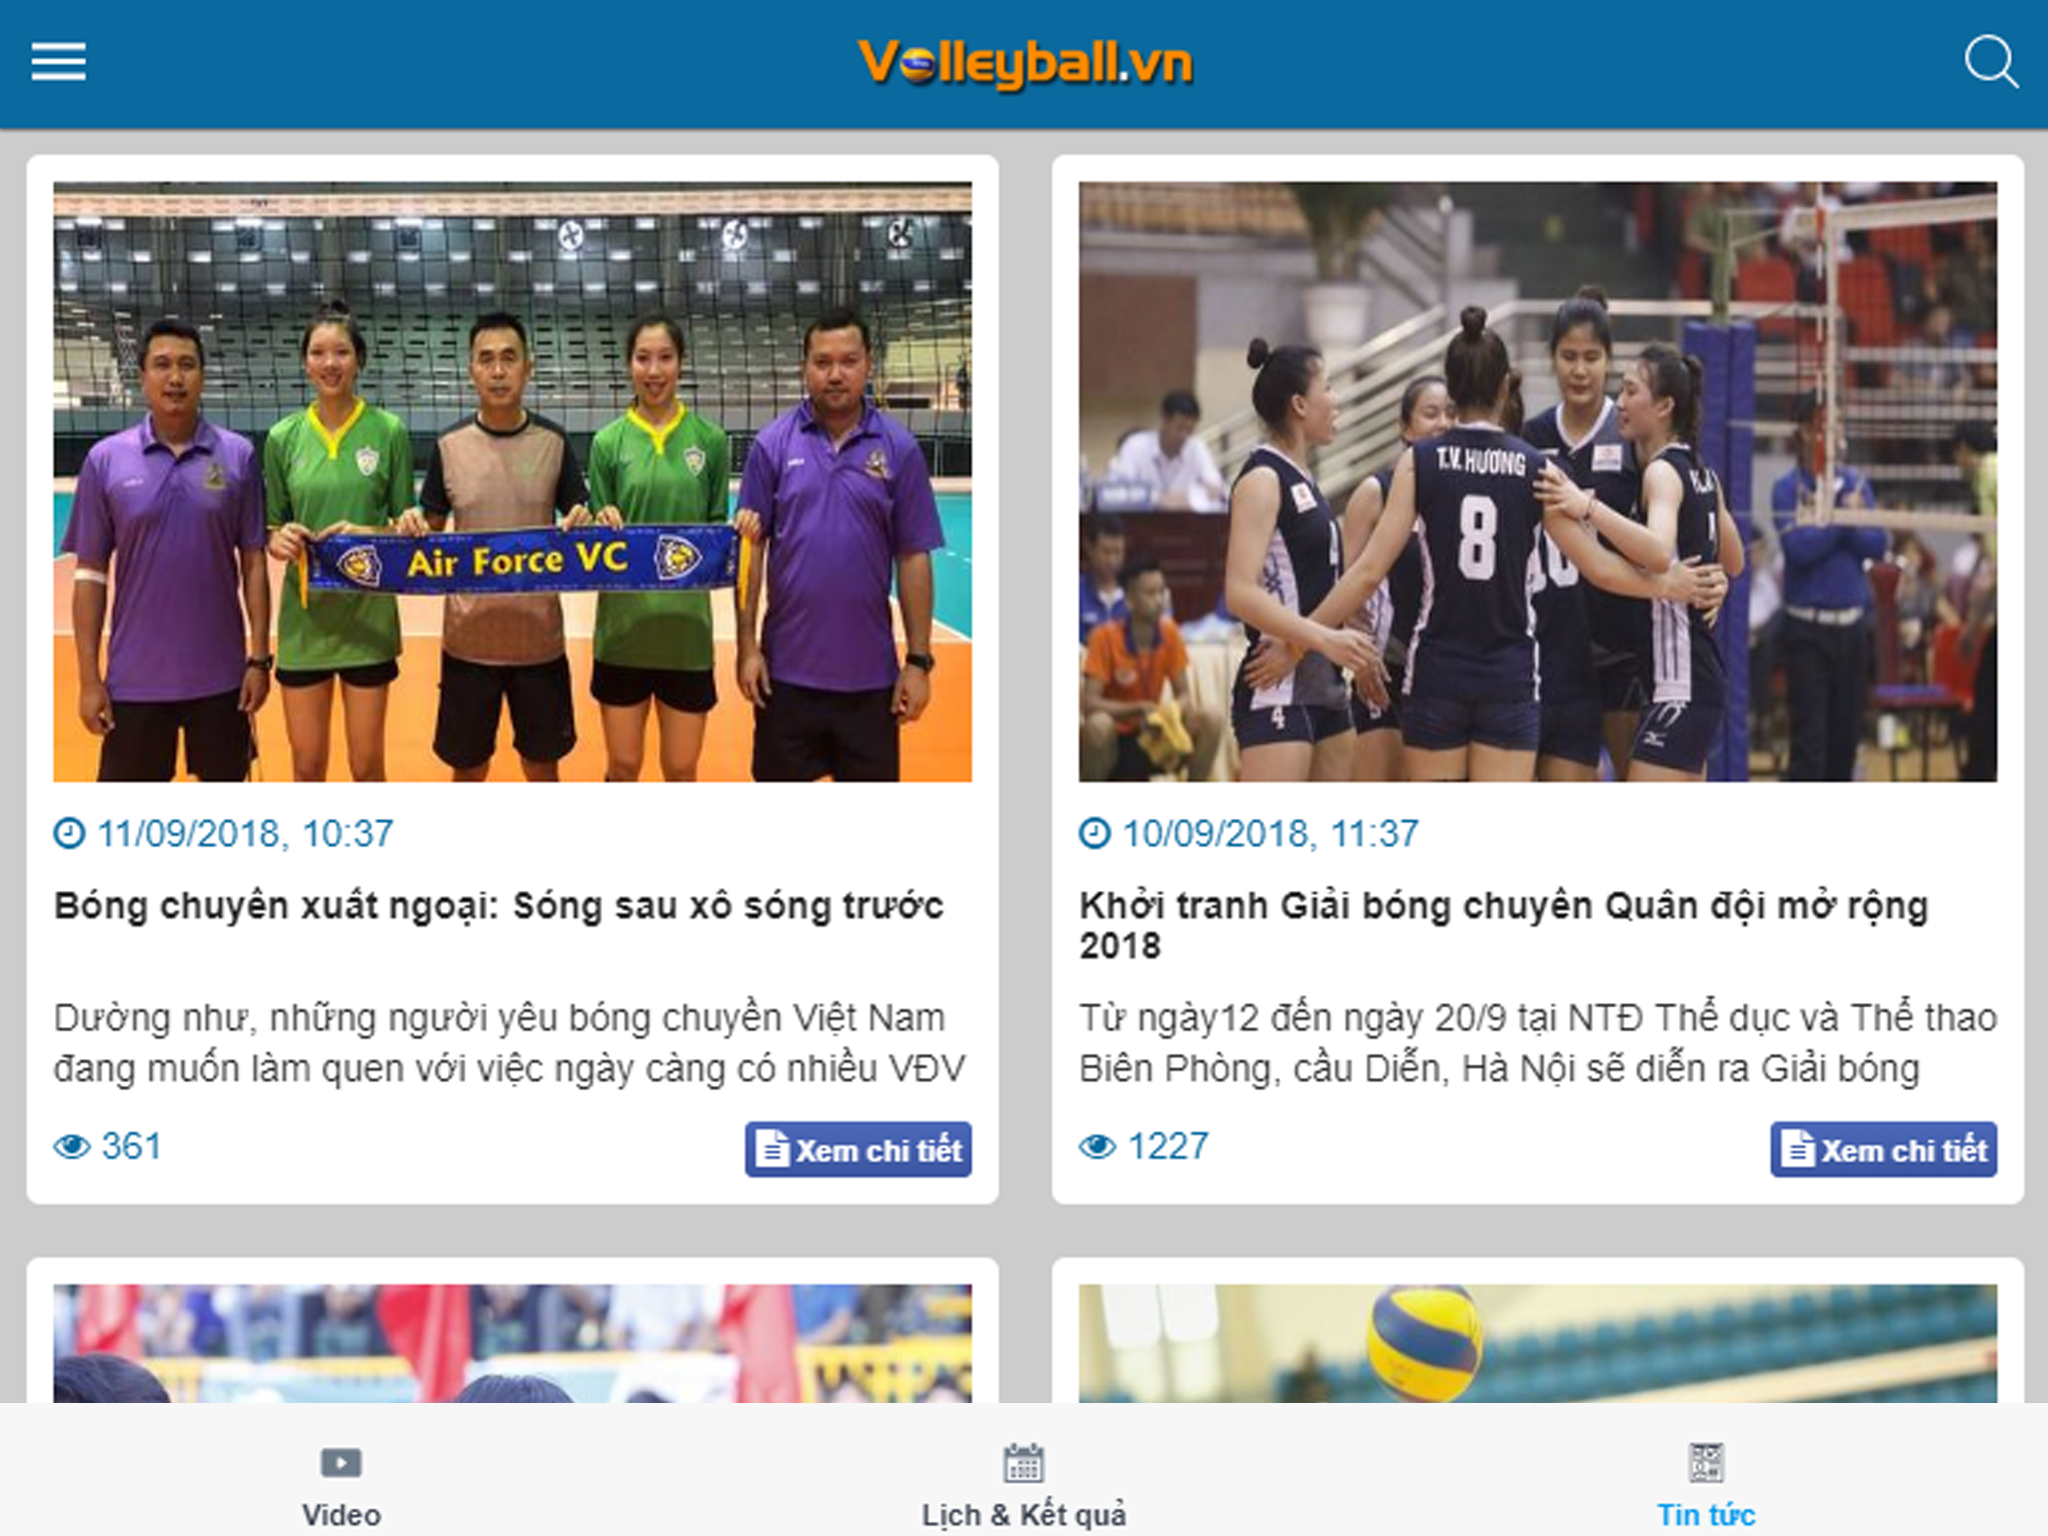 Volleyball.vn
Air Force VC
T.V. HƯƠNG
8
4
11/09/2018, 10:37
Bóng chuyền xuất ngoại: Sóng sau xô sóng trước
Dường như, những người yêu bóng chuyền Việt Nam
đang muốn làm quen với việc ngày càng có nhiều VĐV
361
Xem chi tiết
10/09/2018, 11:37
Khởi tranh Giải bóng chuyền Quân đội mở rộng
2018
Từ ngày12 đến ngày 20/9 tại NTĐ Thể dục và Thể thao
Biên Phòng, cầu Diễn, Hà Nội sẽ diễn ra Giải bóng
1227
Xem chi tiết
Video
Lịch & Kết quả
Tin tức